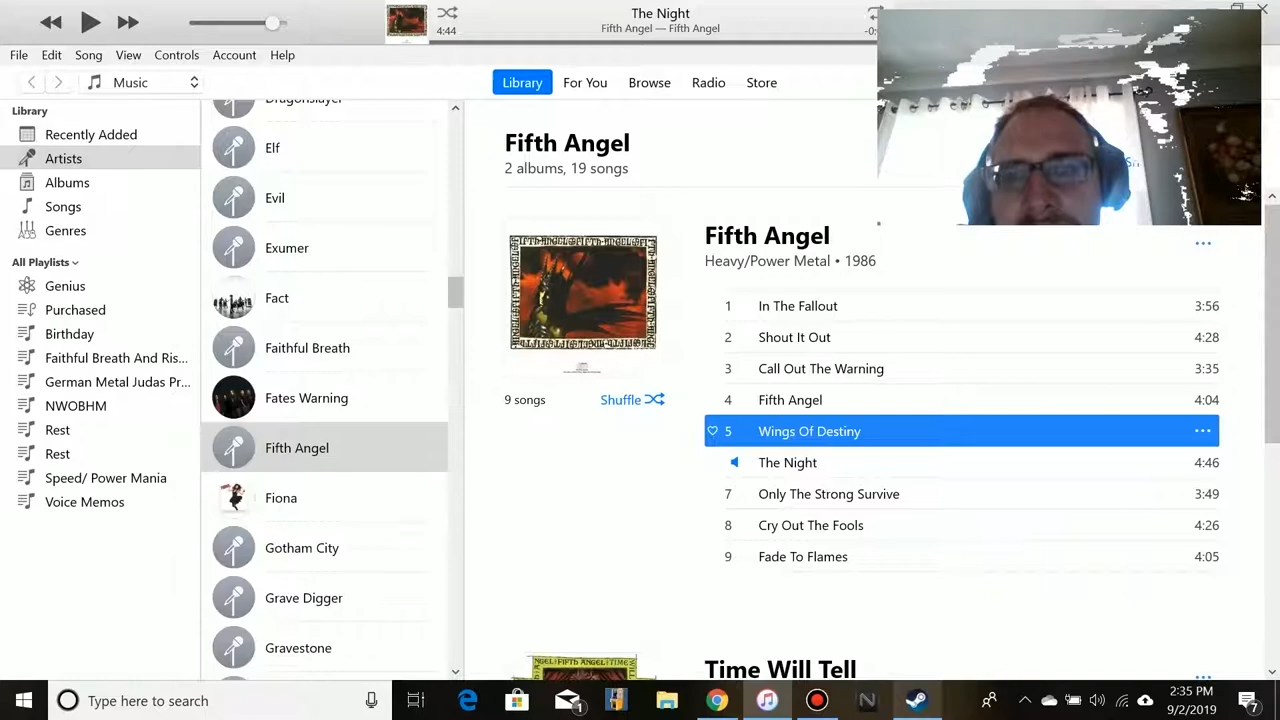 The Night
4:44
Fifth Angel — Fifth Angel
File Edit Song View Controls Account Help
Music
Library For You Browse Radio Store
Library
Recently Added
Artists
Albums
Songs
Genres
All Playlists
Genius
Purchased
Birthday
Faithful Breath And Ris...
German Metal Judas Pr...
NWOBHM
Rest
Rest
Speed/ Power Mania
Voice Memos
Dragonslayer
Elf
Evil
Exumer
Fact
Faithful Breath
Fates Warning
Fifth Angel
Fiona
Gotham City
Grave Digger
Gravestone
Fifth Angel
2 albums, 19 songs
9 songs
Shuffle
Fifth Angel
Heavy/Power Metal • 1986
1 In The Fallout 3:56
2 Shout It Out 4:28
3 Call Out The Warning 3:35
4 Fifth Angel 4:04
5 Wings Of Destiny
The Night 4:46
7 Only The Strong Survive 3:49
8 Cry Out The Fools 4:26
9 Fade To Flames 4:05
Time Will Tell
Type here to search
1
2:35 PM
9/2/2019
7